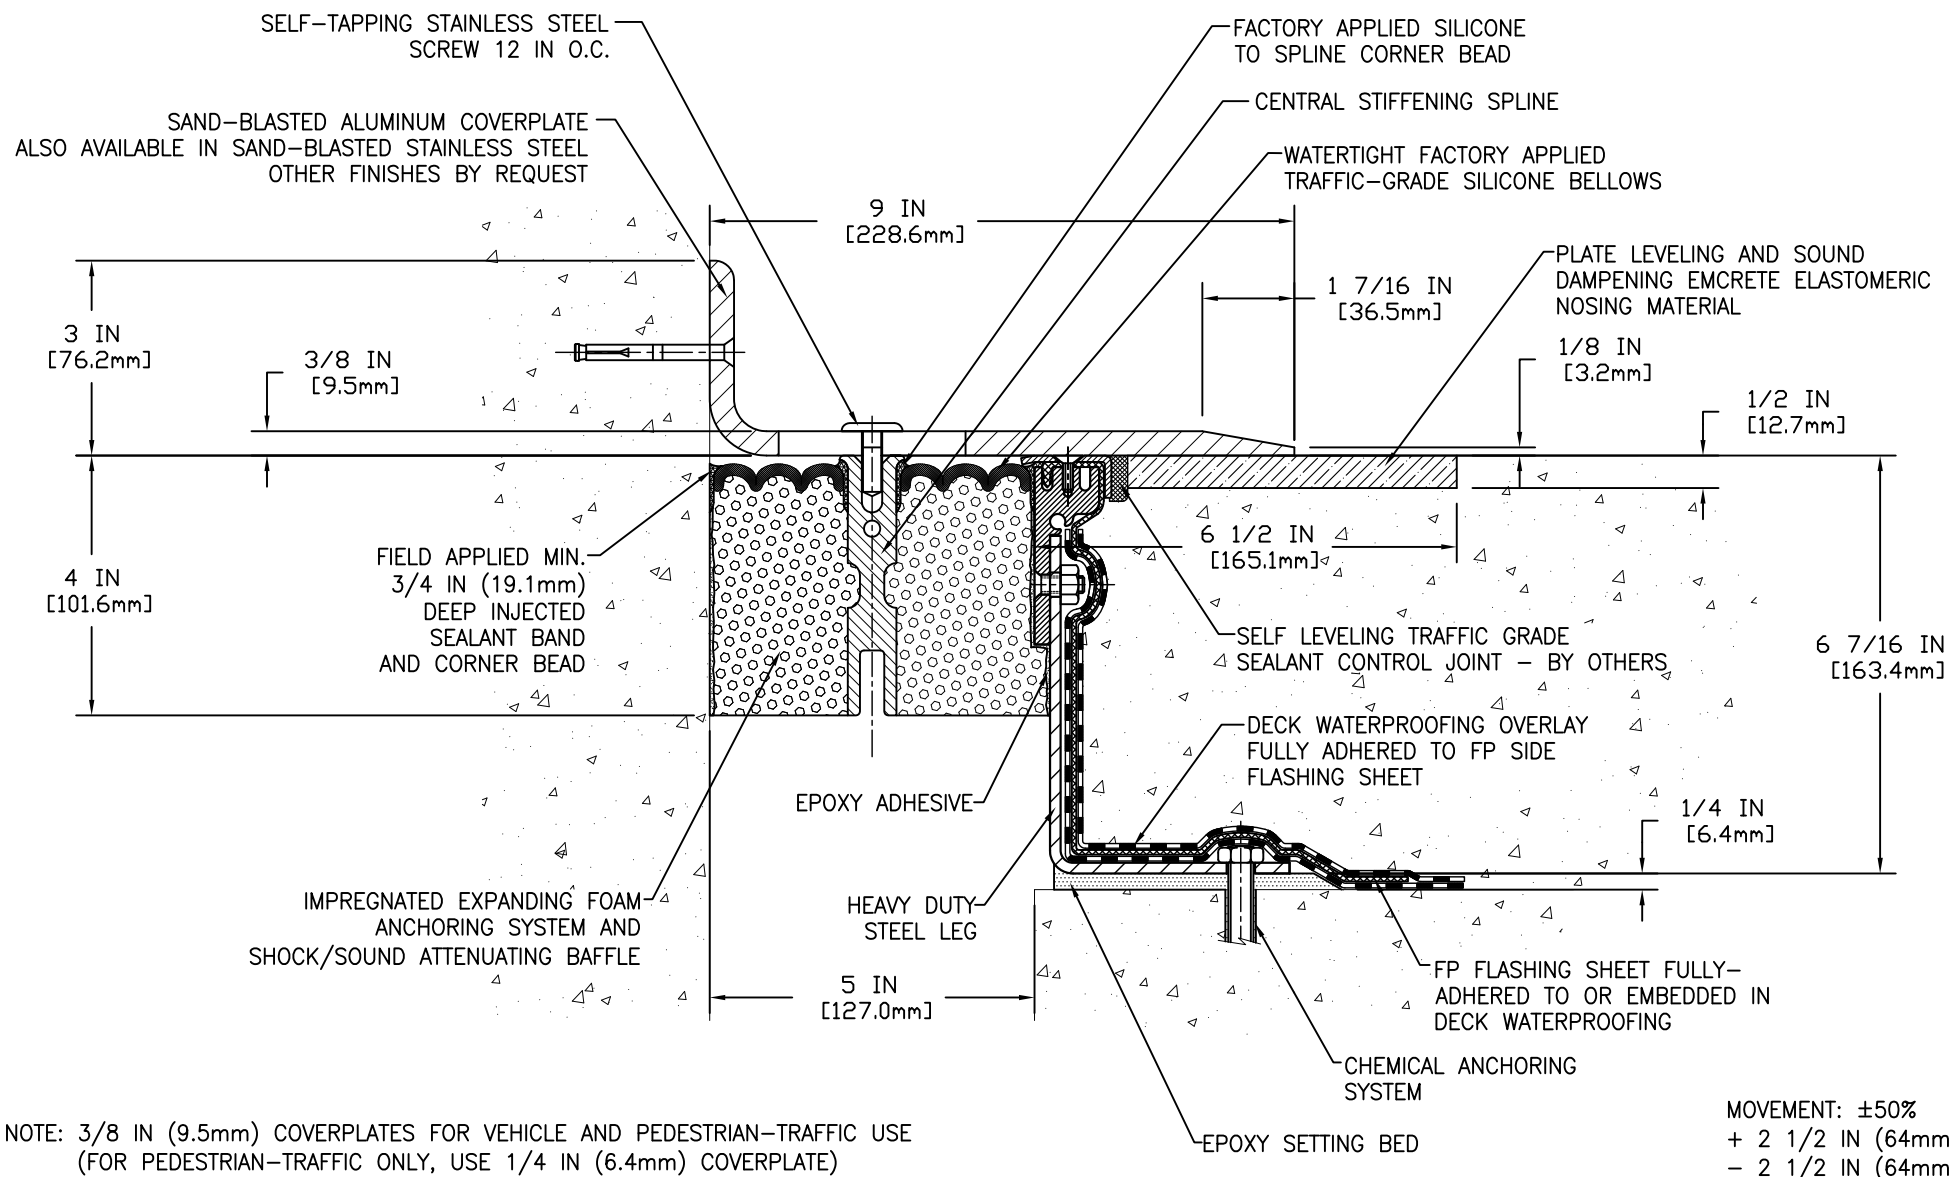 SELF-TAPPING STAINLESS STEEL
SCREW 12 IN O.C.
FACTORY APPLIED SILICONE
TO SPLINE CORNER BEAD
CENTRAL STIFFENING SPLINE
SAND-BLASTED ALUMINUM COVERPLATE
ALSO AVAILABLE IN SAND-BLASTED STAINLESS STEEL
OTHER FINISHES BY REQUEST
WATERTIGHT FACTORY APPLIED
TRAFFIC-GRADE SILICONE BELLOWS
9 IN
[228.6mm]
PLATE LEVELING AND SOUND
DAMPENING EMCRETE ELASTOMERIC
NOSING MATERIAL
1 7/16 IN
[36.5mm]
3 IN
[76.2mm]
3/8 IN
[9.5mm]
1/8 IN
[3.2mm]
1/2 IN
[12.7mm]
6 1/2 IN
[165.1mm]
FIELD APPLIED MIN.
3/4 IN (19.1mm)
DEEP INJECTED
SEALANT BAND
AND CORNER BEAD
4 IN
[101.6mm]
SELF LEVELING TRAFFIC GRADE
SEALANT CONTROL JOINT - BY OTHERS
6 7/16 IN
[163.4mm]
DECK WATERPROOFING OVERLAY
FULLY ADHERED TO FP SIDE
FLASHING SHEET
EPOXY ADHESIVE
1/4 IN
[6.4mm]
IMPREGNATED EXPANDING FOAM
ANCHORING SYSTEM AND
SHOCK/SOUND ATTENUATING BAFFLE
HEAVY DUTY
STEEL LEG
5 IN
[127.0mm]
FP FLASHING SHEET FULLY-
ADHERED TO OR EMBEDDED IN
DECK WATERPROOFING
CHEMICAL ANCHORING
SYSTEM
EPOXY SETTING BED
NOTE: 3/8 IN (9.5mm) COVERPLATES FOR VEHICLE AND PEDESTRIAN-TRAFFIC USE
(FOR PEDESTRIAN-TRAFFIC ONLY, USE 1/4 IN (6.4mm) COVERPLATE)
MOVEMENT: ±50%
+ 2 1/2 IN (64mm
- 2 1/2 IN (64mm